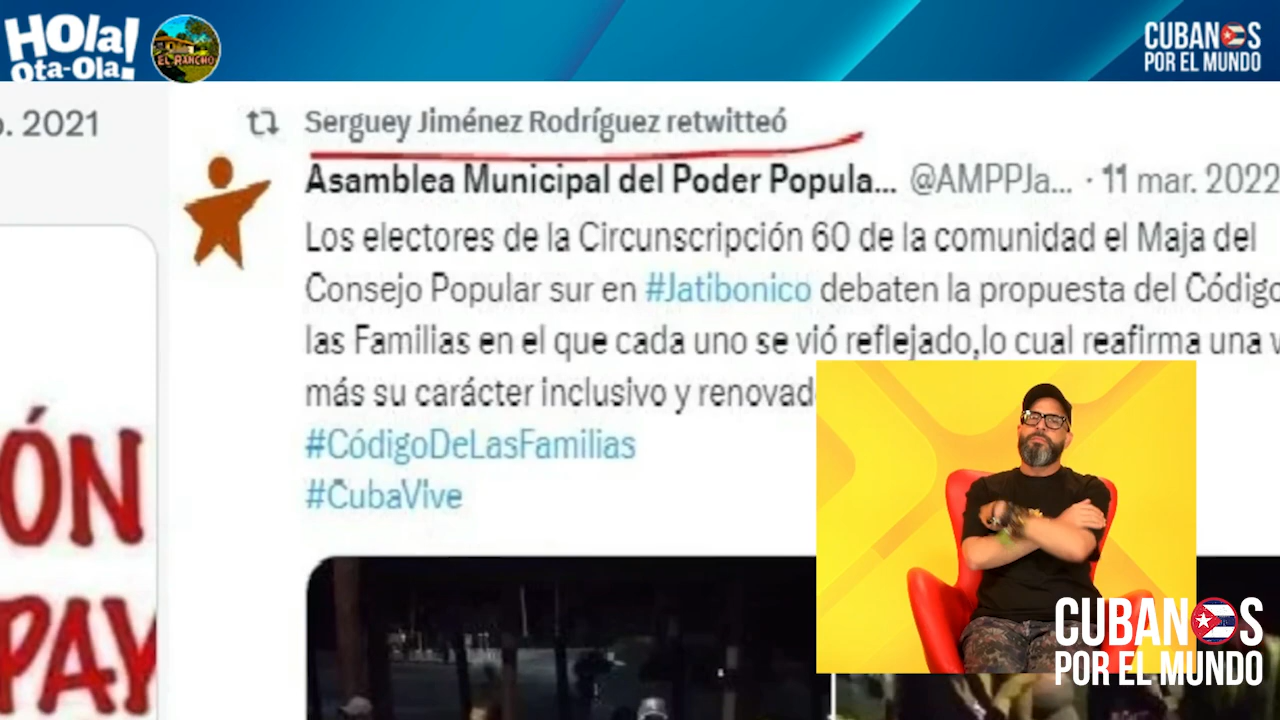 HOla!
Ota-Ola!
EL RANCHO
CUBANOS
POR EL MUNDO
. 2021
Serguey Jiménez Rodríguez retwitteó
Asamblea Municipal del Poder Popula... @AMPPJa... · 11 mar. 2022
Los electores de la Circunscripción 60 de la comunidad el Maja del
Consejo Popular sur en #Jatibonico debaten la propuesta del Código
las Familias en el que cada uno se vió reflejado,lo cual reafirma una v
más su carácter inclusivo y renovad
#CódigoDeLasFamilias
#CubaVive
ÓN
PAY
CUBANOS
POR EL MUNDO